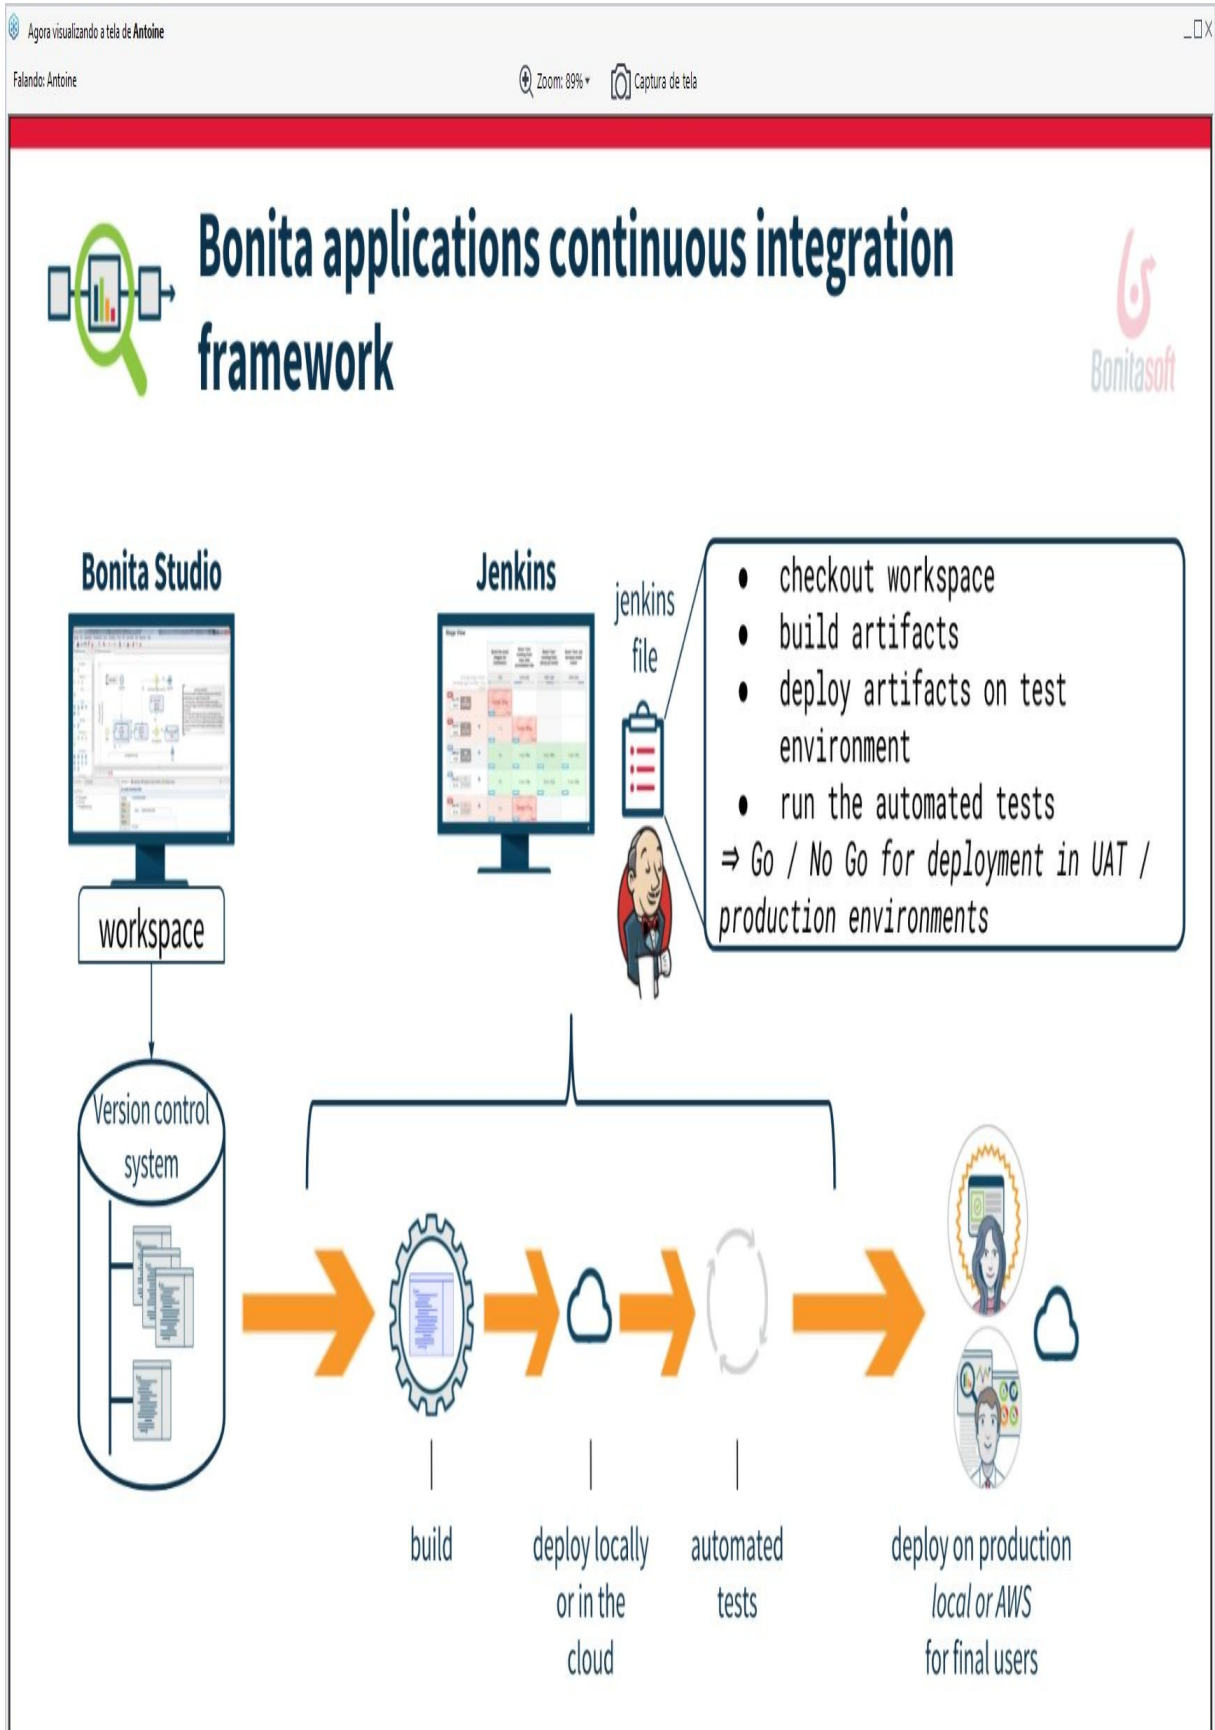 Agora visualizando a tela de Antoine
Falando: Antoine
Zoom: 89%
Captura de tela
Bonita applications continuous integration
framework
Bonitasoft
Bonita Studio
Jenkins
jenkins
file
● checkout workspace
● build artifacts
● deploy artifacts on test
environment
● run the automated tests
⇒ Go / No Go for deployment in UAT /
production environments
workspace
Version control
system
build
deploy locally
or in the
cloud
automated
tests
deploy on production
local or AWS
for final users